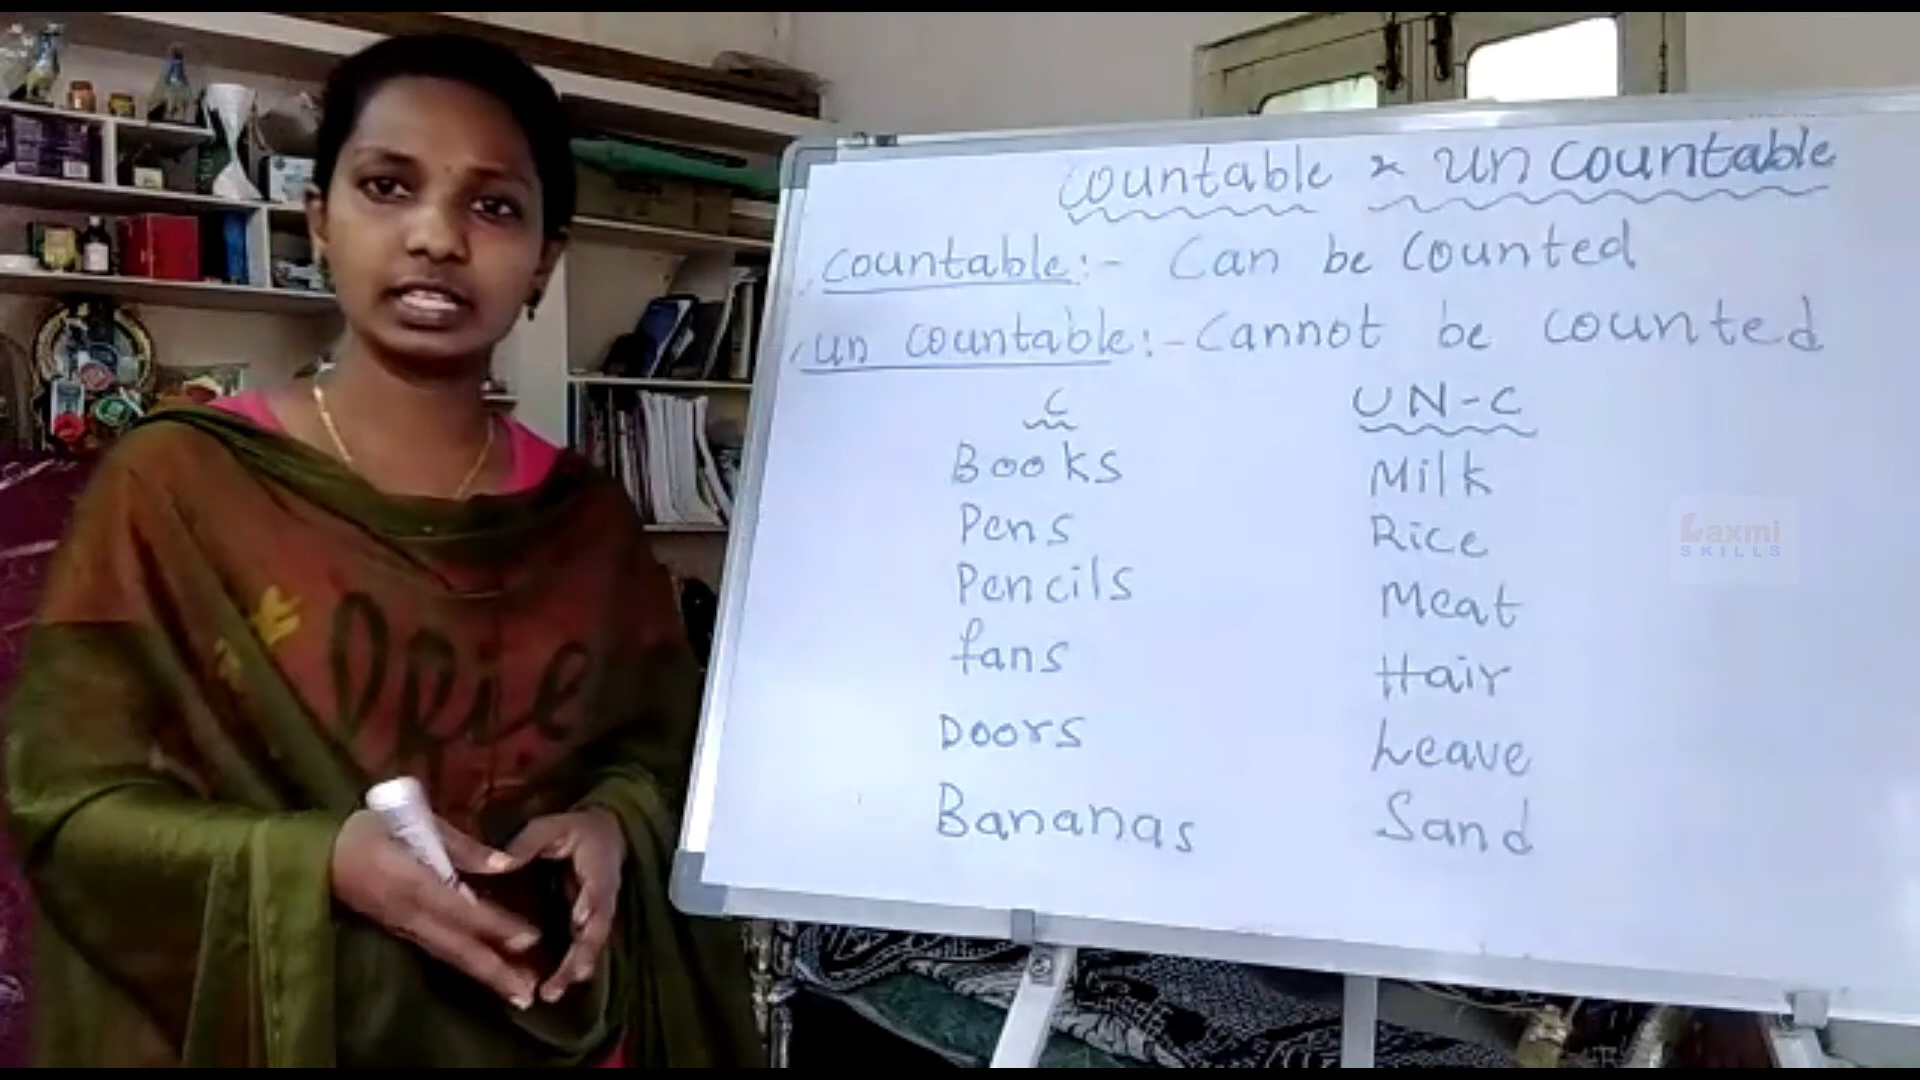 Countable × un Countable
Countable:- Can be Counted
un countable:- Cannot be counted
C UN-C
Books Milk
Pens Rice
Pencils Meat
fans Hair
Doors Leave
Bananas Sand
Laxmi
SKILLS